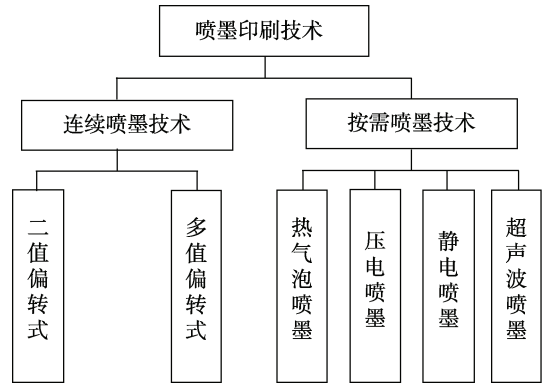 喷墨印刷技术
连续喷墨技术
按需喷墨技术
二值偏转式
多值偏转式
热气泡喷墨
压电喷墨
静电喷墨
超声波喷墨